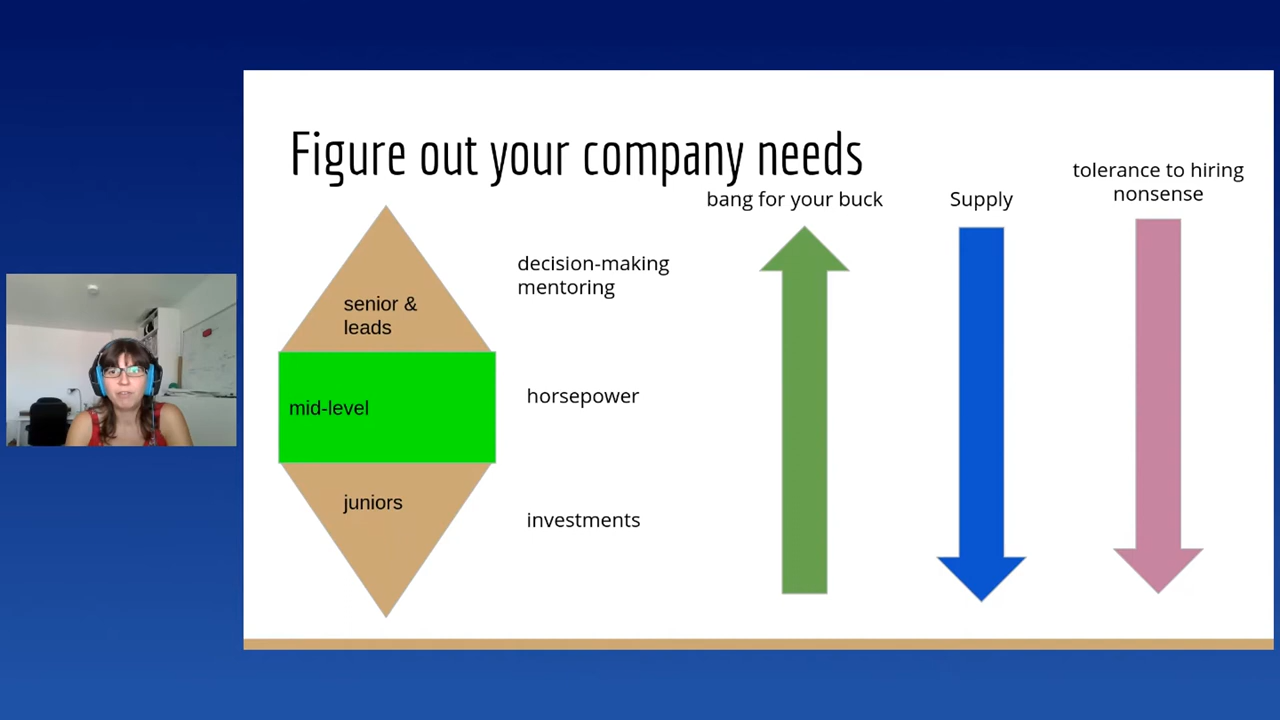 Figure out your company needs
bang for your buck
Supply
tolerance to hiring
nonsense
senior &
leads
decision-making
mentoring
mid-level
horsepower
juniors
investments